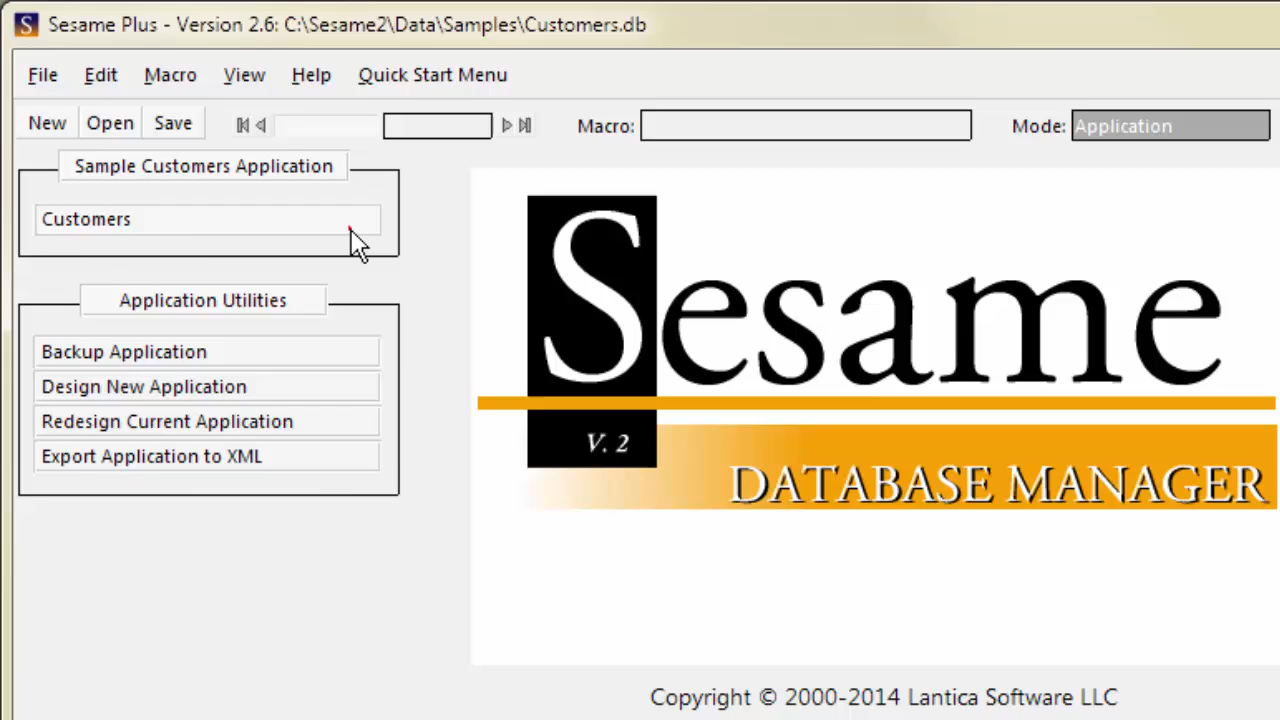 S Sesame Plus - Version 2.6: C:\Sesame2\Data\Samples\Customers.db
File Edit Macro View Help Quick Start Menu
New Open Save Macro: Mode: Application
Sample Customers Application
Customers
Application Utilities
Backup Application
Design New Application
Redesign Current Application
Export Application to XML
Sesame
V. 2
DATABASE MANAGER
Copyright © 2000-2014 Lantica Software LLC